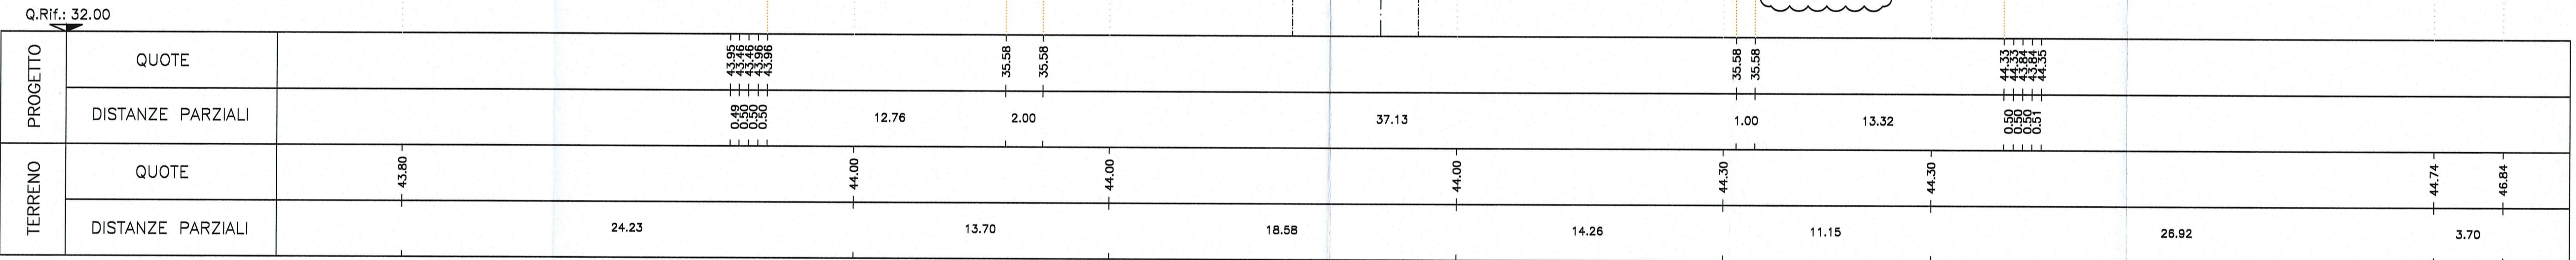 Q.Rif.: 32.00
PROGETTO
QUOTE
43.95 43.46 43.46 43.96 43.96 35.58 35.58 35.58 35.58 44.33 44.33 43.84 43.84 44.35
DISTANZE PARZIALI
0.49 0.50 0.50 0.50 12.76 2.00 37.13 1.00 13.32 0.50 0.50 0.50 0.51
TERRENO
QUOTE
43.80 44.00 44.00 44.00 44.30 44.30 44.74 46.84
DISTANZE PARZIALI
24.23 13.70 18.58 14.26 11.15 26.92 3.70